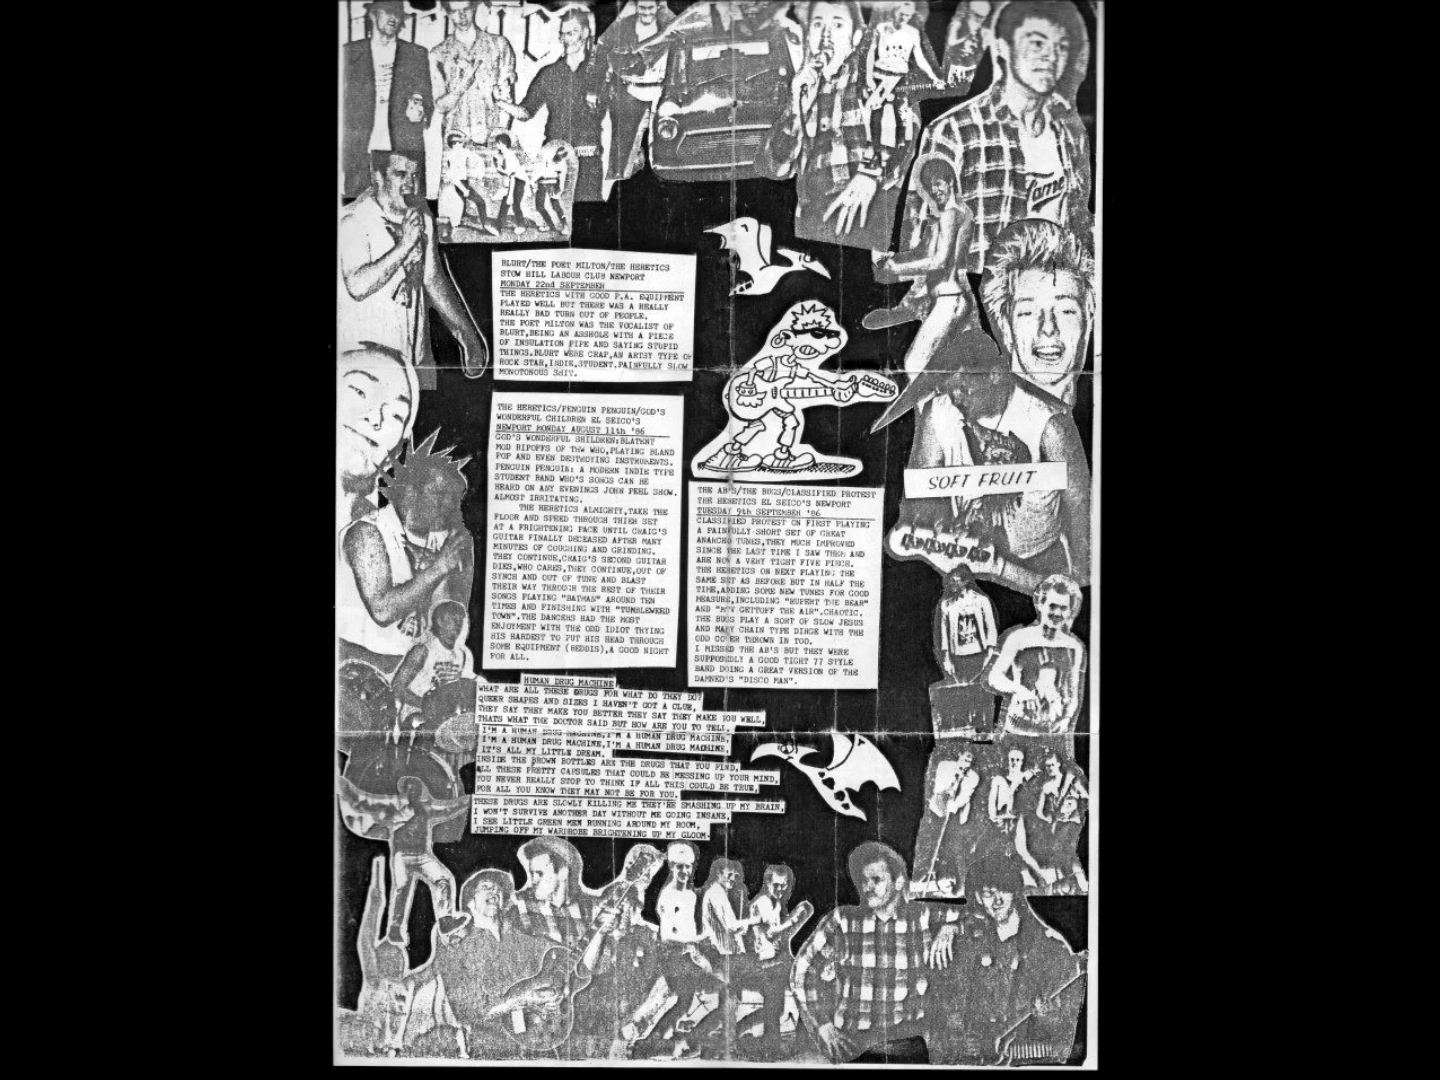 BLURT/THE POET MILTON/THE HERETICS
STOW HILL LABOUR CLUB NEWPORT
MONDAY 22nd SEPTEMBER
THE HERETICS WITH GOOD P.A. EQUIPMENT
PLAYED WELL BUT THERE WAS A REALLY
REALLY BAD TURN OUT OF PEOPLE.
THE POET MILTON WAS THE VOCALIST OF
BLURT,BEING AN ASSHOLE WITH A PIECE
OF INSULATION PIPE AND SAYING STUPID
THINGS.BLURT WERE CRAP,AN ARTSY TYPE OF
ROCK STAR,INDIE,STUDENT.PAINFULLY SLOW
MONOTONOUS SHIT.
THE HERETICS/PENGUIN PENGUIN/GOD'S
WONDERFUL CHILDREN EL SEICO'S
NEWPORT MONDAY AUGUST 11th '86
GOD'S WONDERFUL SHILDREN:BLATENT
MOD RIPOFFS OF THW WHO,PLAYING BLAND
POP AND EVEN DESTROYING INSTRUMENTS.
PENGUIN PENGUIN: A MODERN INDIE TYPE
STUDENT BAND WHO'S SONGS CAN BE
HEARD ON ANY EVENINGS JOHN PEEL SHOW.
ALMOST IRRITATING.
THE HERETICS ALMIGHTY,TAKE THE
FLOOR AND SPEED THROUGH THIER SET
AT A FRIGHTENING PACE UNTIL CRAIG'S
GUITAR FINALLY DECEASED AFTER MANY
MINUTES OF COUGHING AND GRINDING.
THEY CONTINUE,CRAIG'S SECOND GUITAR
DIES,WHO CARES,THEY CONTINUE,OUT OF
SYNCH AND OUT OF TUNE AND BLAST
THEIR WAY THROUGH THE REST OF THEIR
SONGS PLAYING "BATMAN" AROUND TEN
TIMES AND FINISHING WITH "TUMBLEWEED
TOWN".THE DANCERS HAD THE MOST
ENJOYMENT WITH THE ODD IDIOT TRYING
HIS HARDEST TO PUT HIS HEAD THROUGH
SOME EQUIPMENT (BEDDIS),A GOOD NIGHT
FOR ALL.
THE AB'S/THE BUGS/CLASSIFIED PROTEST
THE HERETICS EL SEICO'S NEWPORT
TUESDAY 9th SEPTEMBER '86
CLASSIFIED PROTEST ON FIRST PLAYING
A PAINFULLY SHORT SET OF GREAT
ANARCHO TUNES,THEY MUCH IMPROVED
SINCE THE LAST TIME I SAW THEM AND
ARE NOW A VERY TIGHT FIVE PIECE.
THE HERETICS ON NEXT PLAYING THE
SAME SET AS BEFORE BUT IN HALF THE
TIME,ADDING SOME NEW TUNES FOR GOOD
MEASURE,INCLUDING "RUPERT THE BEAR"
AND "MTV GETTOFF THE AIR".CHAOTIC.
THE BUGS PLAY A SORT OF SLOW JESUS
AND MARY CHAIN TYPE DIRGE WITH THE
ODD COVER THROWN IN TOO.
I MISSED THE AB'S BUT THEY WERE
SUPPOSEDLY A GOOD TIGHT 77 STYLE
BAND DOING A GREAT VERSION OF THE
DAMNED'S "DISCO MAN".
SOFT FRUIT
HUMAN DRUG MACHINE
WHAT ARE ALL THESE DRUGS FOR WHAT DO THEY DO?
QUEER SHAPES AND SIZES I HAVEN'T GOT A CLUE,
THEY SAY THEY MAKE YOU BETTER THEY SAY THEY MAKE YOU WELL,
THATS WHAT THE DOCTOR SAID BUT HOW ARE YOU TO TELL.
I'M A HUMAN DRUG MACHINE,I'M A HUMAN DRUG MACHINE,
I'M A HUMAN DRUG MACHINE,I'M A HUMAN DRUG MACHINE,
IT'S ALL MY LITTLE DREAM.
INSIDE THE BROWN BOTTLES ARE THE DRUGS THAT YOU FIND,
ALL THESE PRETTY CAPSULES THAT COULD BE MESSING UP YOUR MIND,
YOU NEVER REALLY STOP TO THINK IF ALL THIS COULD BE TRUE,
FOR ALL YOU KNOW THEY MAY NOT BE FOR YOU.
THESE DRUGS ARE SLOWLY KILLING ME THEY'RE SMASHING UP MY BRAIN,
I WON'T SURVIVE ANOTHER DAY WITHOUT ME GOING INSANE,
I SEE LITTLE GREEN MEN RUNNING AROUND MY ROOM,
JUMPING OFF MY WARDROBE BRIGHTENING UP MY GLOOM.